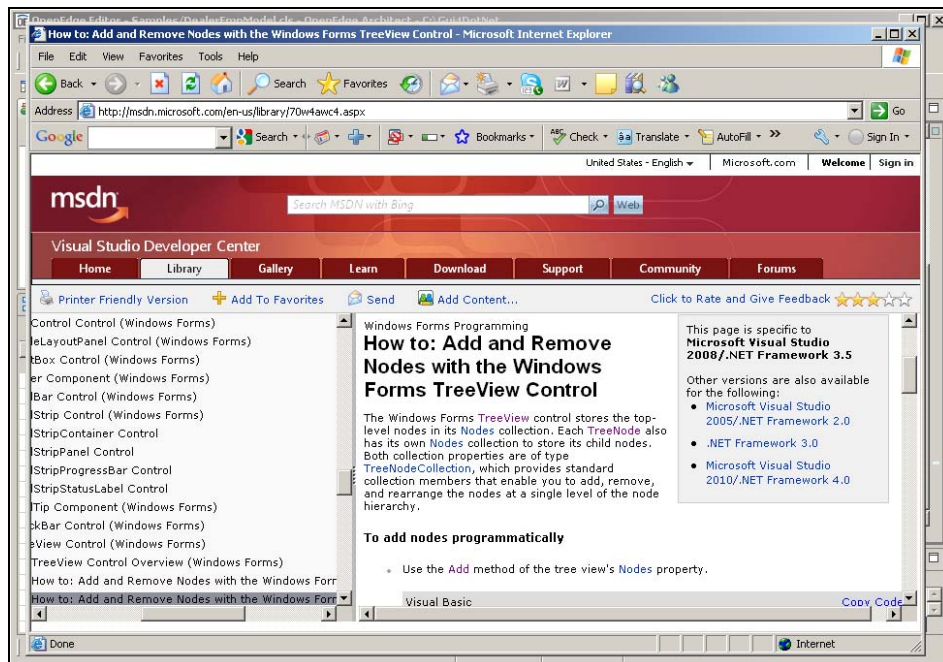 OpenEdge Editor - Samples/DealerEmpModel.cls - OpenEdge Architect - C:\Gui4DotNet
How to: Add and Remove Nodes with the Windows Forms TreeView Control - Microsoft Internet Explorer
File Edit View Favorites Tools Help
Back Search Favorites
Address http://msdn.microsoft.com/en-us/library/70w4awc4.aspx Go
Google Search Bookmarks Check Translate AutoFill Sign In
United States - English Microsoft.com Welcome Sign in
msdn Search MSDN with Bing Web
Visual Studio Developer Center
Home Library Gallery Learn Download Support Community Forums
Printer Friendly Version Add To Favorites Send Add Content... Click to Rate and Give Feedback
Control Control (Windows Forms)
leLayoutPanel Control (Windows Forms)
tBox Control (Windows Forms)
er Component (Windows Forms)
lBar Control (Windows Forms)
lStrip Control (Windows Forms)
lStripContainer Control
lStripPanel Control
lStripProgressBar Control
lStripStatusLabel Control
lTip Component (Windows Forms)
ckBar Control (Windows Forms)
eView Control (Windows Forms)
TreeView Control Overview (Windows Forms)
How to: Add and Remove Nodes with the Windows Forr
How to: Add and Remove Nodes with the Windows Forr
Windows Forms Programming
How to: Add and Remove
Nodes with the Windows
Forms TreeView Control
The Windows Forms TreeView control stores the top-
level nodes in its Nodes collection. Each TreeNode also
has its own Nodes collection to store its child nodes.
Both collection properties are of type
TreeNodeCollection, which provides standard
collection members that enable you to add, remove,
and rearrange the nodes at a single level of the node
hierarchy.
To add nodes programmatically
Use the Add method of the tree view's Nodes property.
Visual Basic Copy Code
This page is specific to
Microsoft Visual Studio
2008/.NET Framework 3.5
Other versions are also available
for the following:
Microsoft Visual Studio
2005/.NET Framework 2.0
.NET Framework 3.0
Microsoft Visual Studio
2010/.NET Framework 4.0
Done Internet